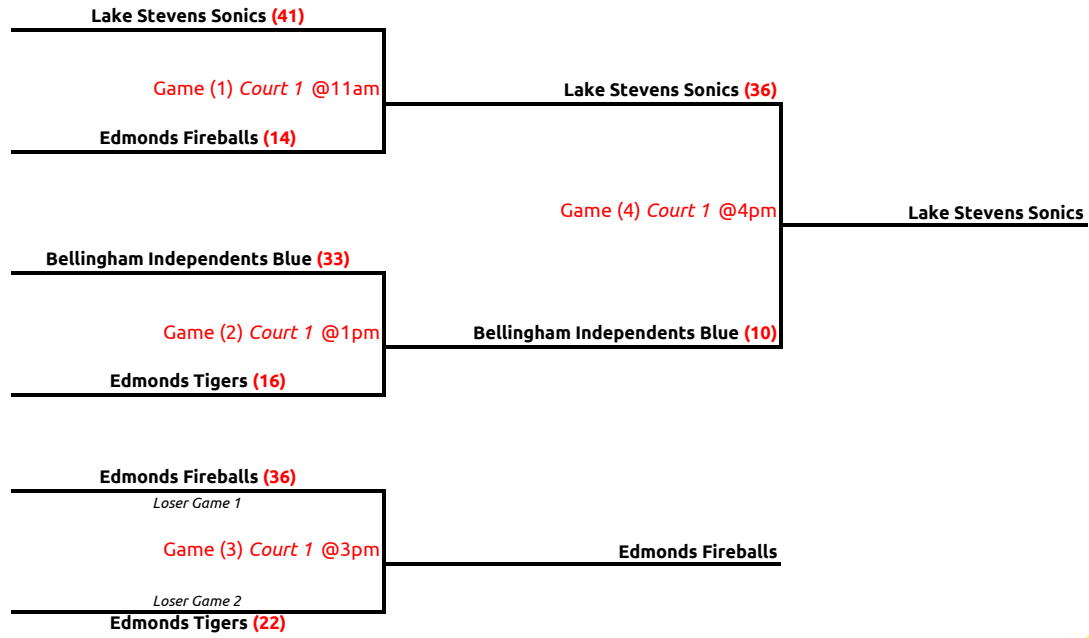 Lake Stevens Sonics (41)
Game (1) Court 1 @11am
Lake Stevens Sonics (36)
Edmonds Fireballs (14)
Game (4) Court 1 @4pm
Lake Stevens Sonics
Bellingham Independents Blue (33)
Game (2) Court 1 @1pm
Bellingham Independents Blue (10)
Edmonds Tigers (16)
Edmonds Fireballs (36)
Loser Game 1
Game (3) Court 1 @3pm
Edmonds Fireballs
Loser Game 2
Edmonds Tigers (22)